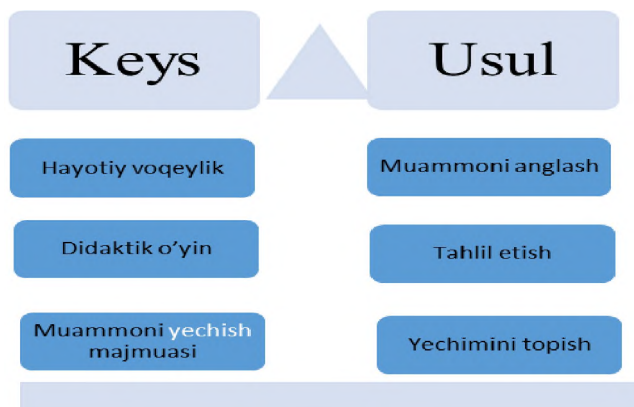 Keys
Usul
Hayotiy voqeylik
Muammoni anglash
Didaktik o'yin
Tahlil etish
Muammoni yechish
majmuasi
Yechimini topish